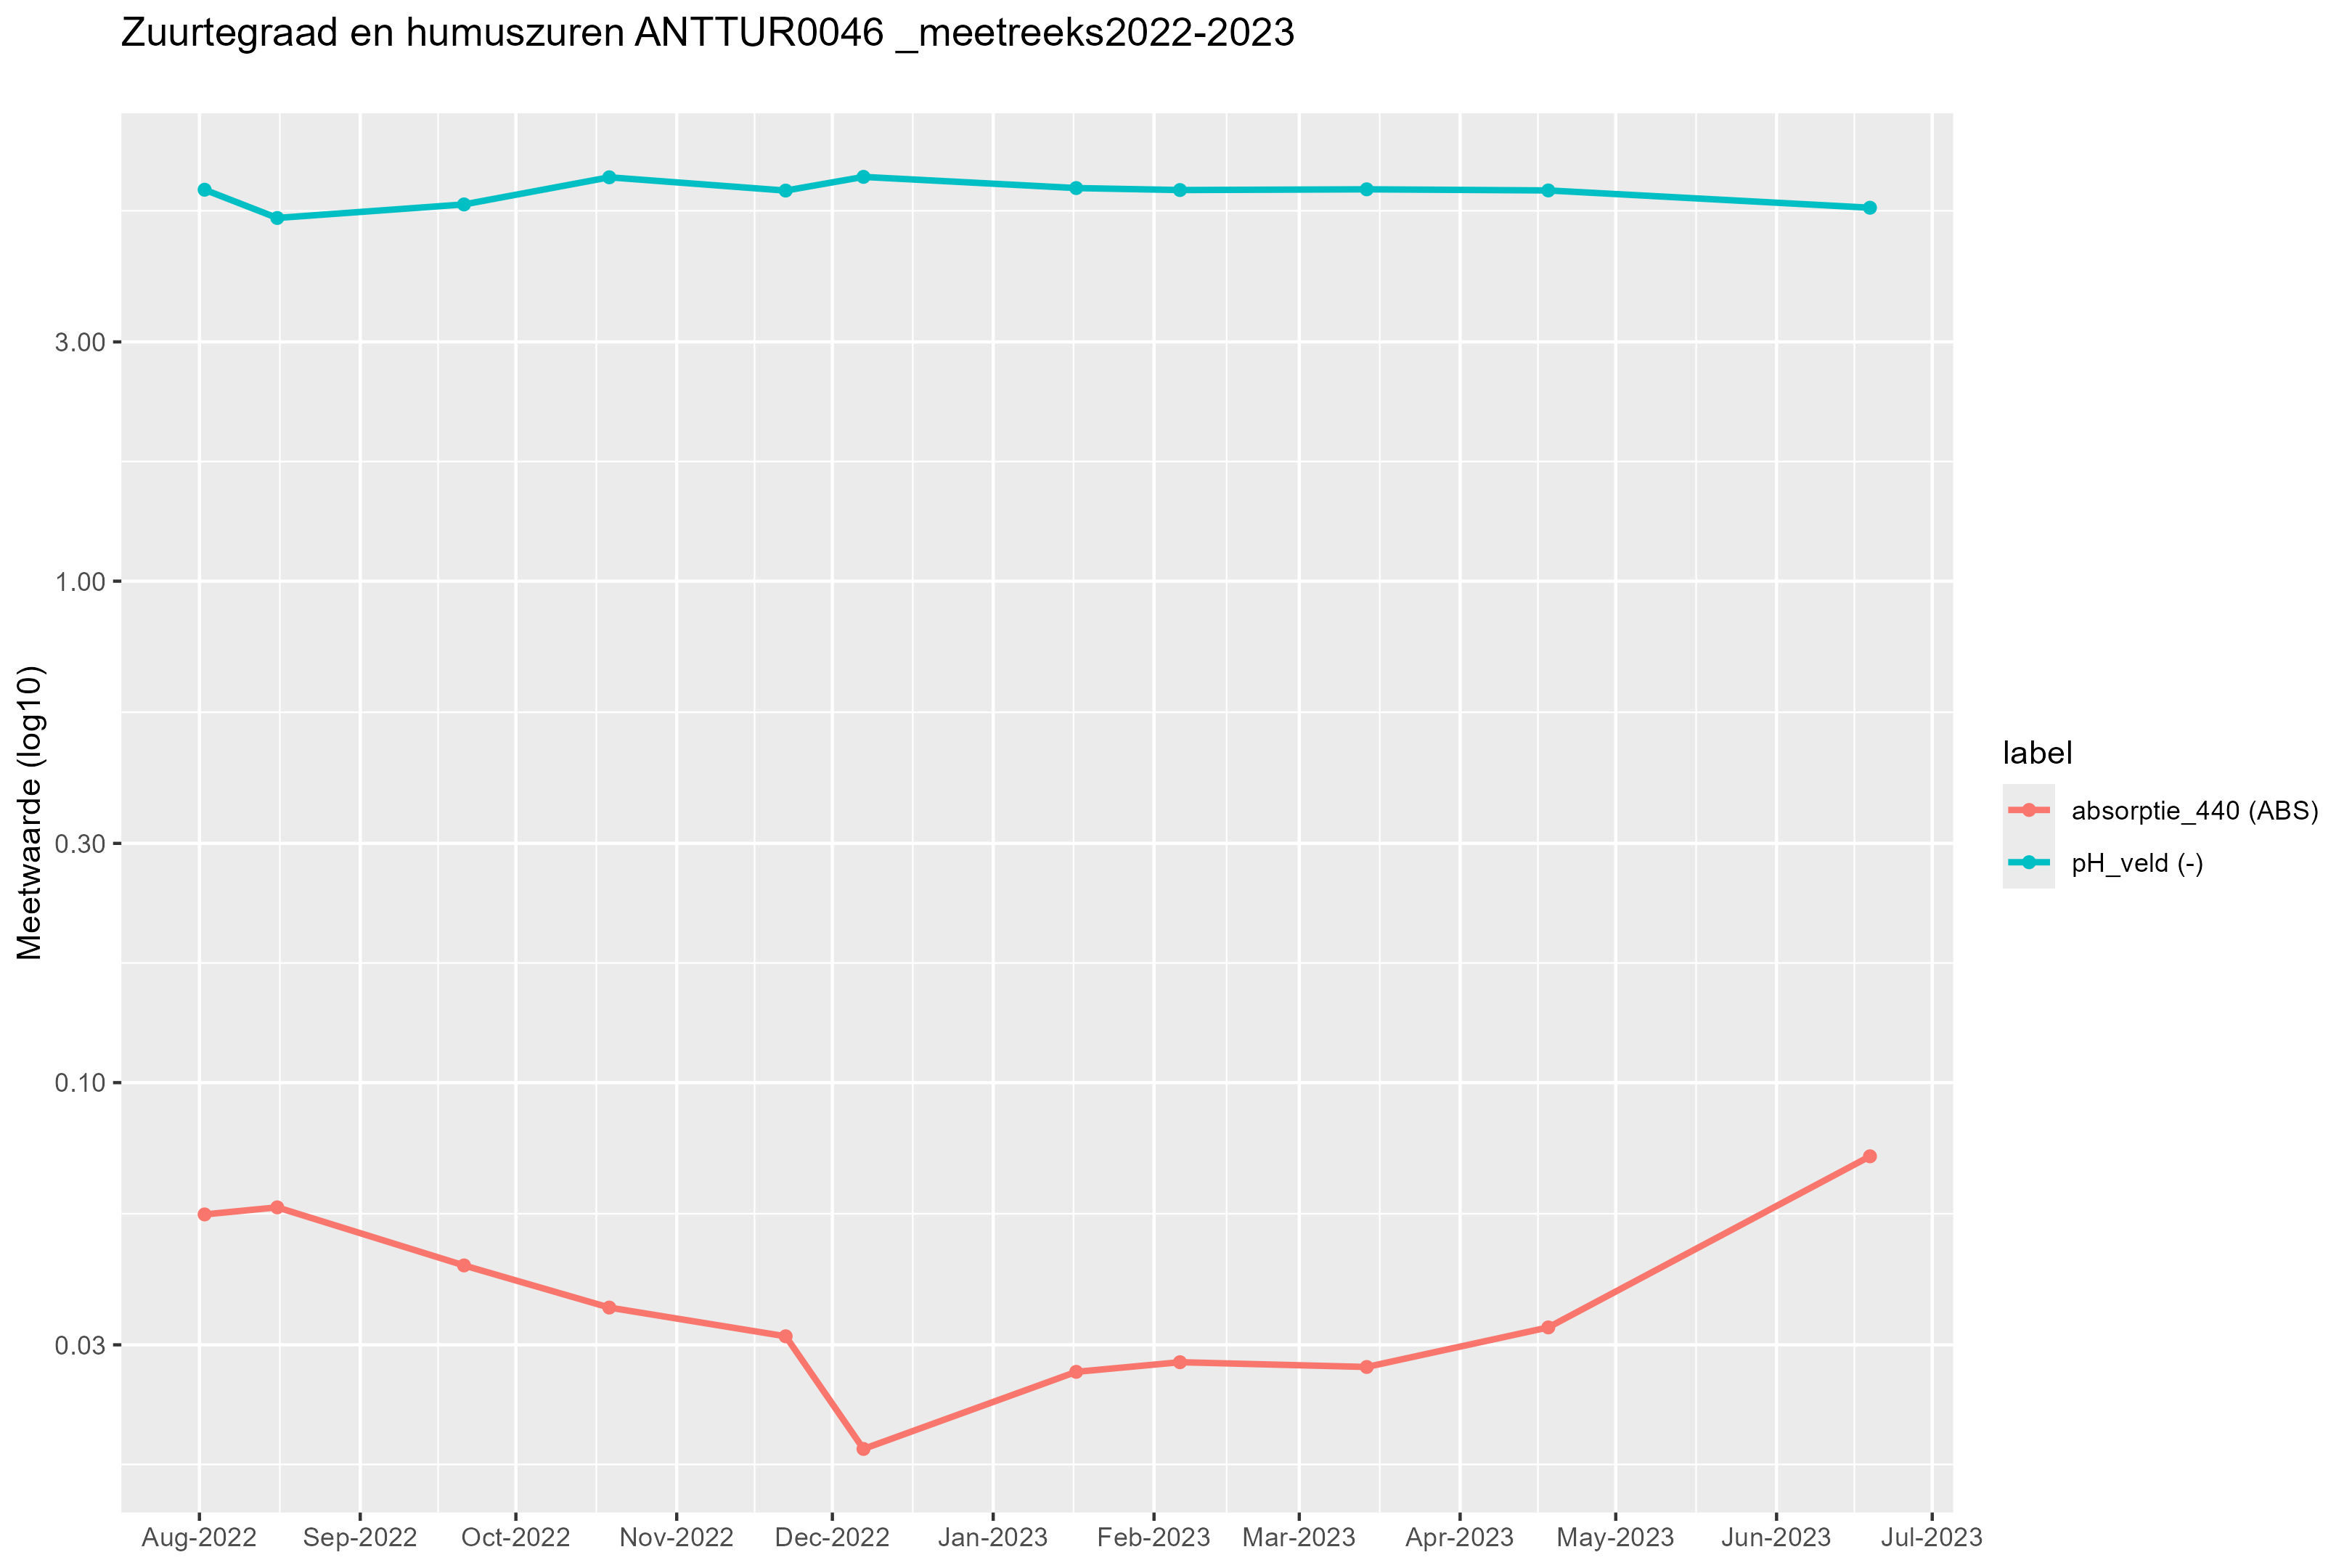 Zuurtegraad en humuszuren ANTTUR0046 _meetreeks2022-2023
Meetwaarde (log10)
3.00
1.00
0.30
0.10
0.03
Aug-2022 Sep-2022 Oct-2022 Nov-2022 Dec-2022 Jan-2023 Feb-2023 Mar-2023 Apr-2023 May-2023 Jun-2023 Jul-2023
label
absorptie_440 (ABS)
pH_veld (-)